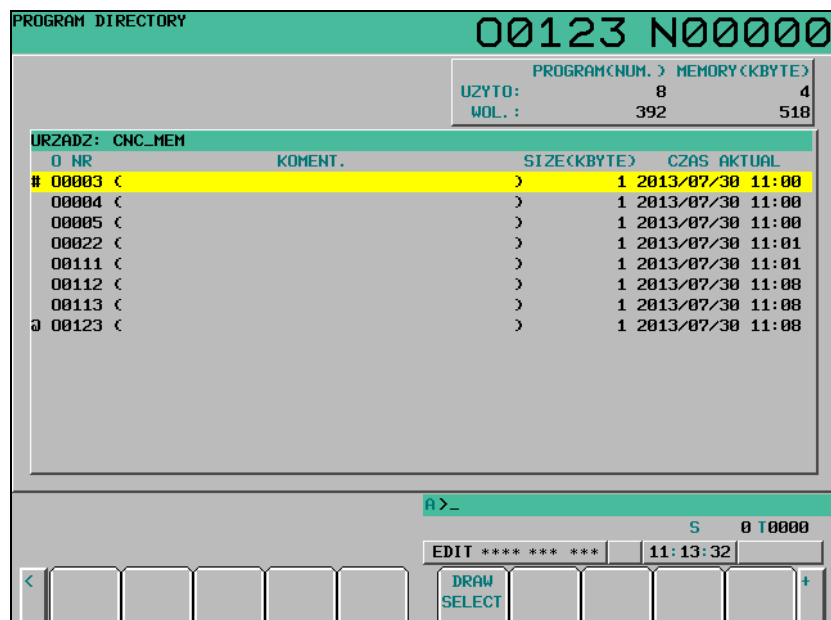 PROGRAM DIRECTORY O0123 N00000
PROGRAM(NUM.) MEMORY(KBYTE)
UZYTO: 8 4
WOL.: 392 518
URZADZ: CNC_MEM
O NR KOMENT. SIZE(KBYTE) CZAS AKTUAL
# O0003 ( ) 1 2013/07/30 11:00
O0004 ( ) 1 2013/07/30 11:00
O0005 ( ) 1 2013/07/30 11:00
O0022 ( ) 1 2013/07/30 11:01
O0111 ( ) 1 2013/07/30 11:01
O0112 ( ) 1 2013/07/30 11:08
O0113 ( ) 1 2013/07/30 11:08
@ O0123 ( ) 1 2013/07/30 11:08
A>_
S 0 T0000
EDIT **** *** *** 11:13:32
< DRAW +
SELECT